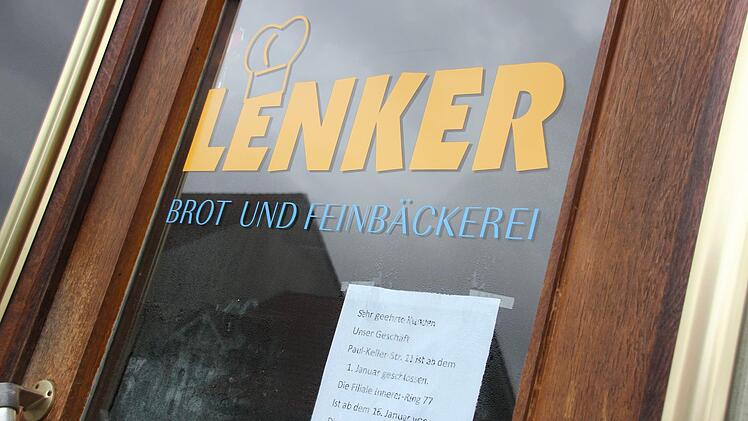 LENKER
BROT UND FEINBÄCKEREI
Sehr geehrte Kunden
Unser Geschäft
Paul-Keller-Str. 11 ist ab dem
1. Januar geschlossen.
Die Filiale Innerer-Ring 77
Ist ab dem 16. Januar von